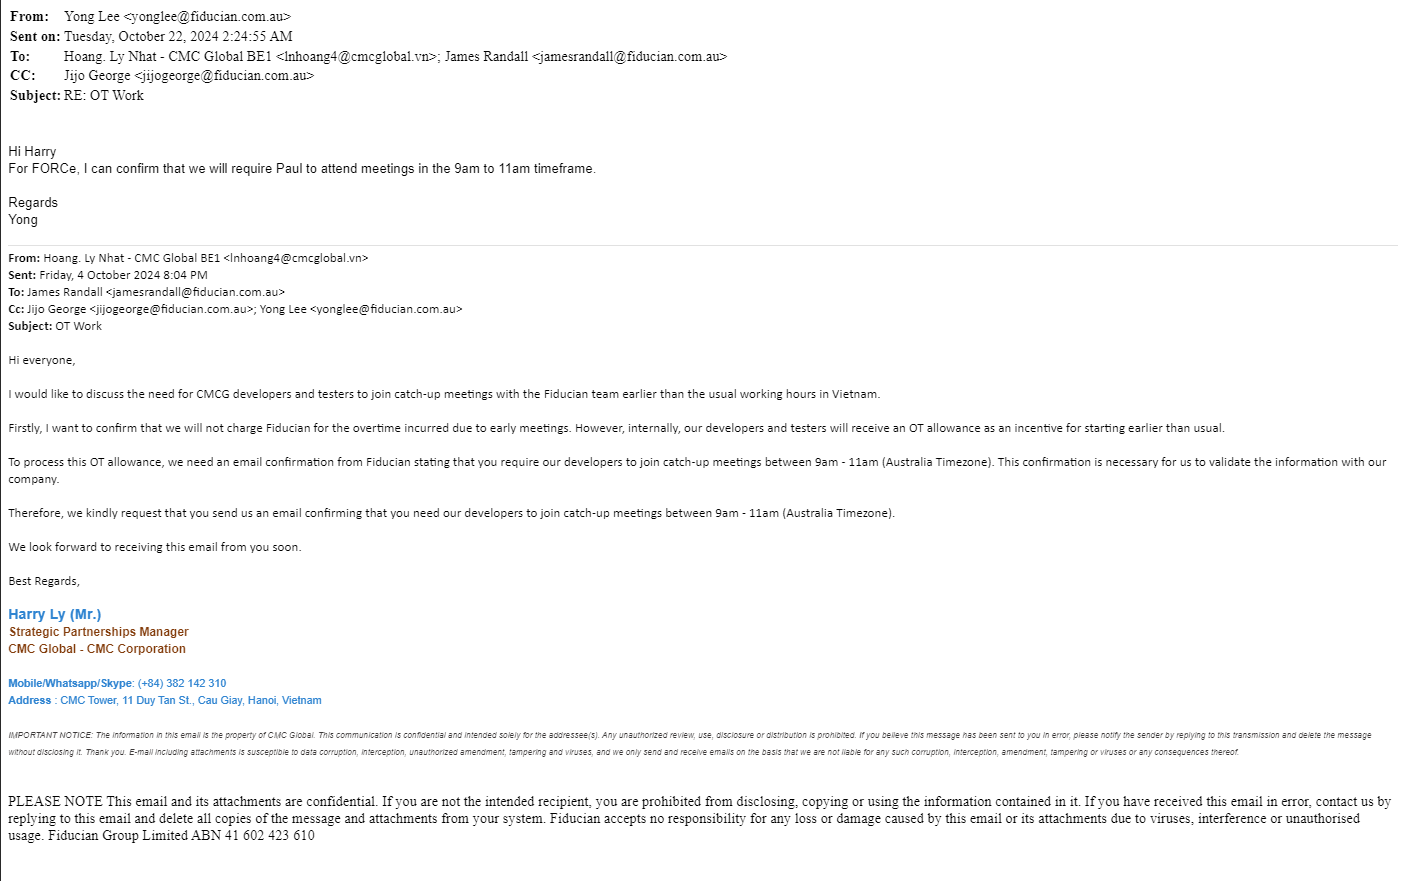 From: Yong Lee <yonglee@fiducian.com.au>
Sent on: Tuesday, October 22, 2024 2:24:55 AM
To: Hoang. Ly Nhat - CMC Global BE1 <lnhoang4@cmcglobal.vn>; James Randall <jamesrandall@fiducian.com.au>
CC: Jijo George <jijogeorge@fiducian.com.au>
Subject: RE: OT Work
Hi Harry
For FORCe, I can confirm that we will require Paul to attend meetings in the 9am to 11am timeframe.
Regards
Yong
From: Hoang. Ly Nhat - CMC Global BE1 <lnhoang4@cmcglobal.vn>
Sent: Friday, 4 October 2024 8:04 PM
To: James Randall <jamesrandall@fiducian.com.au>
Cc: Jijo George <jijogeorge@fiducian.com.au>; Yong Lee <yonglee@fiducian.com.au>
Subject: OT Work
Hi everyone,
I would like to discuss the need for CMCG developers and testers to join catch-up meetings with the Fiducian team earlier than the usual working hours in Vietnam.
Firstly, I want to confirm that we will not charge Fiducian for the overtime incurred due to early meetings. However, internally, our developers and testers will receive an OT allowance as an incentive for starting earlier than usual.
To process this OT allowance, we need an email confirmation from Fiducian stating that you require our developers to join catch-up meetings between 9am - 11am (Australia Timezone). This confirmation is necessary for us to validate the information with our
company.
Therefore, we kindly request that you send us an email confirming that you need our developers to join catch-up meetings between 9am - 11am (Australia Timezone).
We look forward to receiving this email from you soon.
Best Regards,
Harry Ly (Mr.)
Strategic Partnerships Manager
CMC Global - CMC Corporation
Mobile/Whatsapp/Skype: (+84) 382 142 310
Address : CMC Tower, 11 Duy Tan St., Cau Giay, Hanoi, Vietnam
IMPORTANT NOTICE: The information in this email is the property of CMC Global. This communication is confidential and intended solely for the addressee(s). Any unauthorized review, use, disclosure or distribution is prohibited. If you believe this message has been sent to you in error, please notify the sender by replying to this transmission and delete the message
without disclosing it. Thank you. E-mail including attachments is susceptible to data corruption, interception, unauthorized amendment, tampering and viruses, and we only send and receive emails on the basis that we are not liable for any such corruption, interception, amendment, tampering or viruses or any consequences thereof.
PLEASE NOTE This email and its attachments are confidential. If you are not the intended recipient, you are prohibited from disclosing, copying or using the information contained in it. If you have received this email in error, contact us by
replying to this email and delete all copies of the message and attachments from your system. Fiducian accepts no responsibility for any loss or damage caused by this email or its attachments due to viruses, interference or unauthorised
usage. Fiducian Group Limited ABN 41 602 423 610